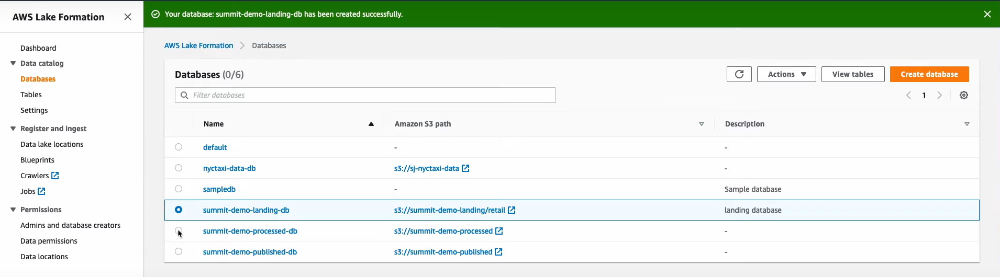 AWS Lake Formation
Dashboard
Data catalog
Databases
Tables
Settings
Register and ingest
Data lake locations
Blueprints
Crawlers
Jobs
Permissions
Admins and database creators
Data permissions
Data locations
Your database: summit-demo-landing-db has been created successfully.
AWS Lake Formation Databases
Databases (0/6)
Actions View tables Create database
Filter databases
1
Name Amazon S3 path Description
default - -
nyctaxi-data-db s3://sj-nyctaxi-data -
sampledb - Sample database
summit-demo-landing-db s3://summit-demo-landing/retail landing database
summit-demo-processed-db s3://summit-demo-processed -
summit-demo-published-db s3://summit-demo-published -